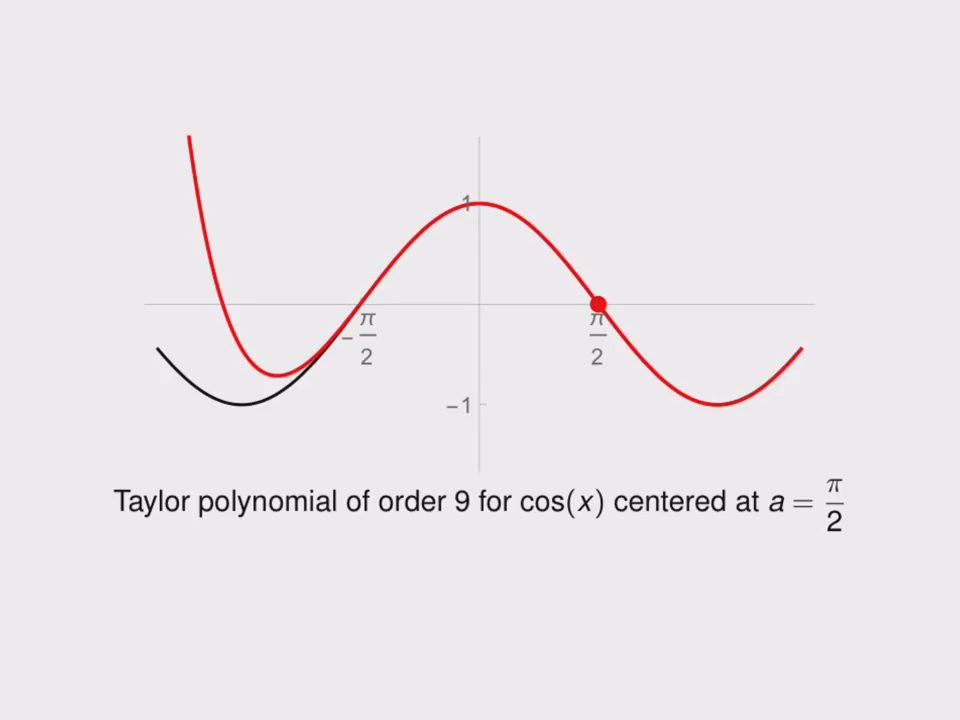 1
-π/2
π/2
−1
Taylor polynomial of order 9 for cos(x) centered at a = π/2